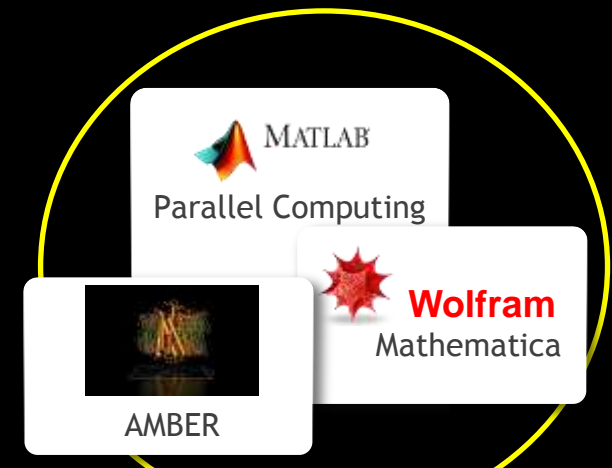 MATLAB
Parallel Computing
Wolfram
Mathematica
AMBER